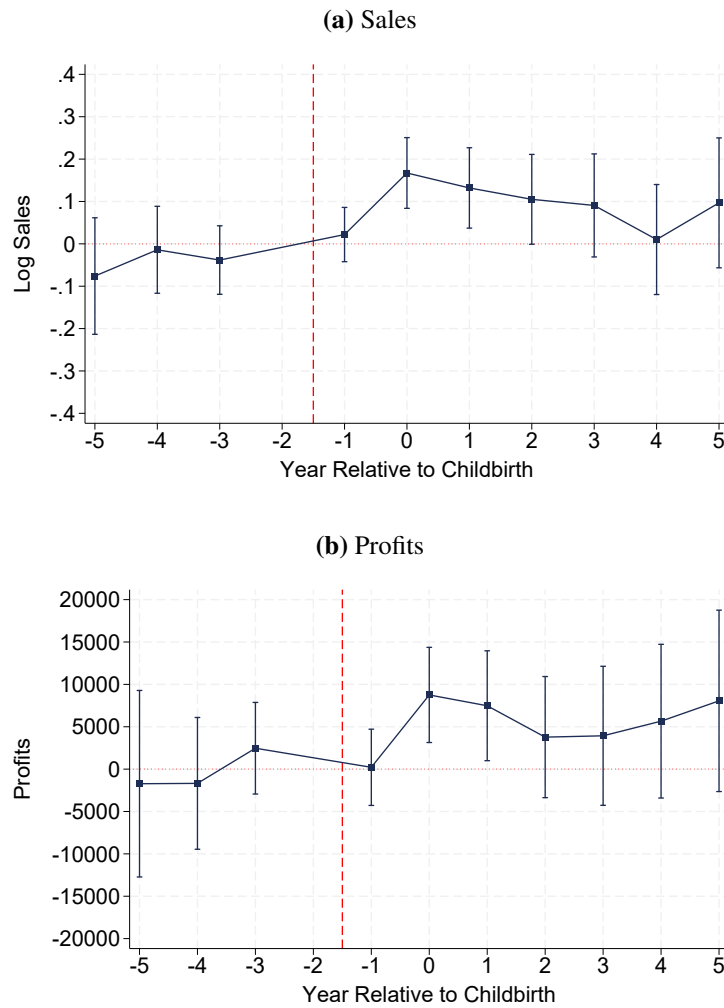 (a) Sales
.4
.3
.2
.1
0
-.1
-.2
-.3
-.4
Log Sales
-5 -4 -3 -2 -1 0 1 2 3 4 5
Year Relative to Childbirth
(b) Profits
20000
15000
10000
5000
0
-5000
-10000
-15000
-20000
Profits
-5 -4 -3 -2 -1 0 1 2 3 4 5
Year Relative to Childbirth